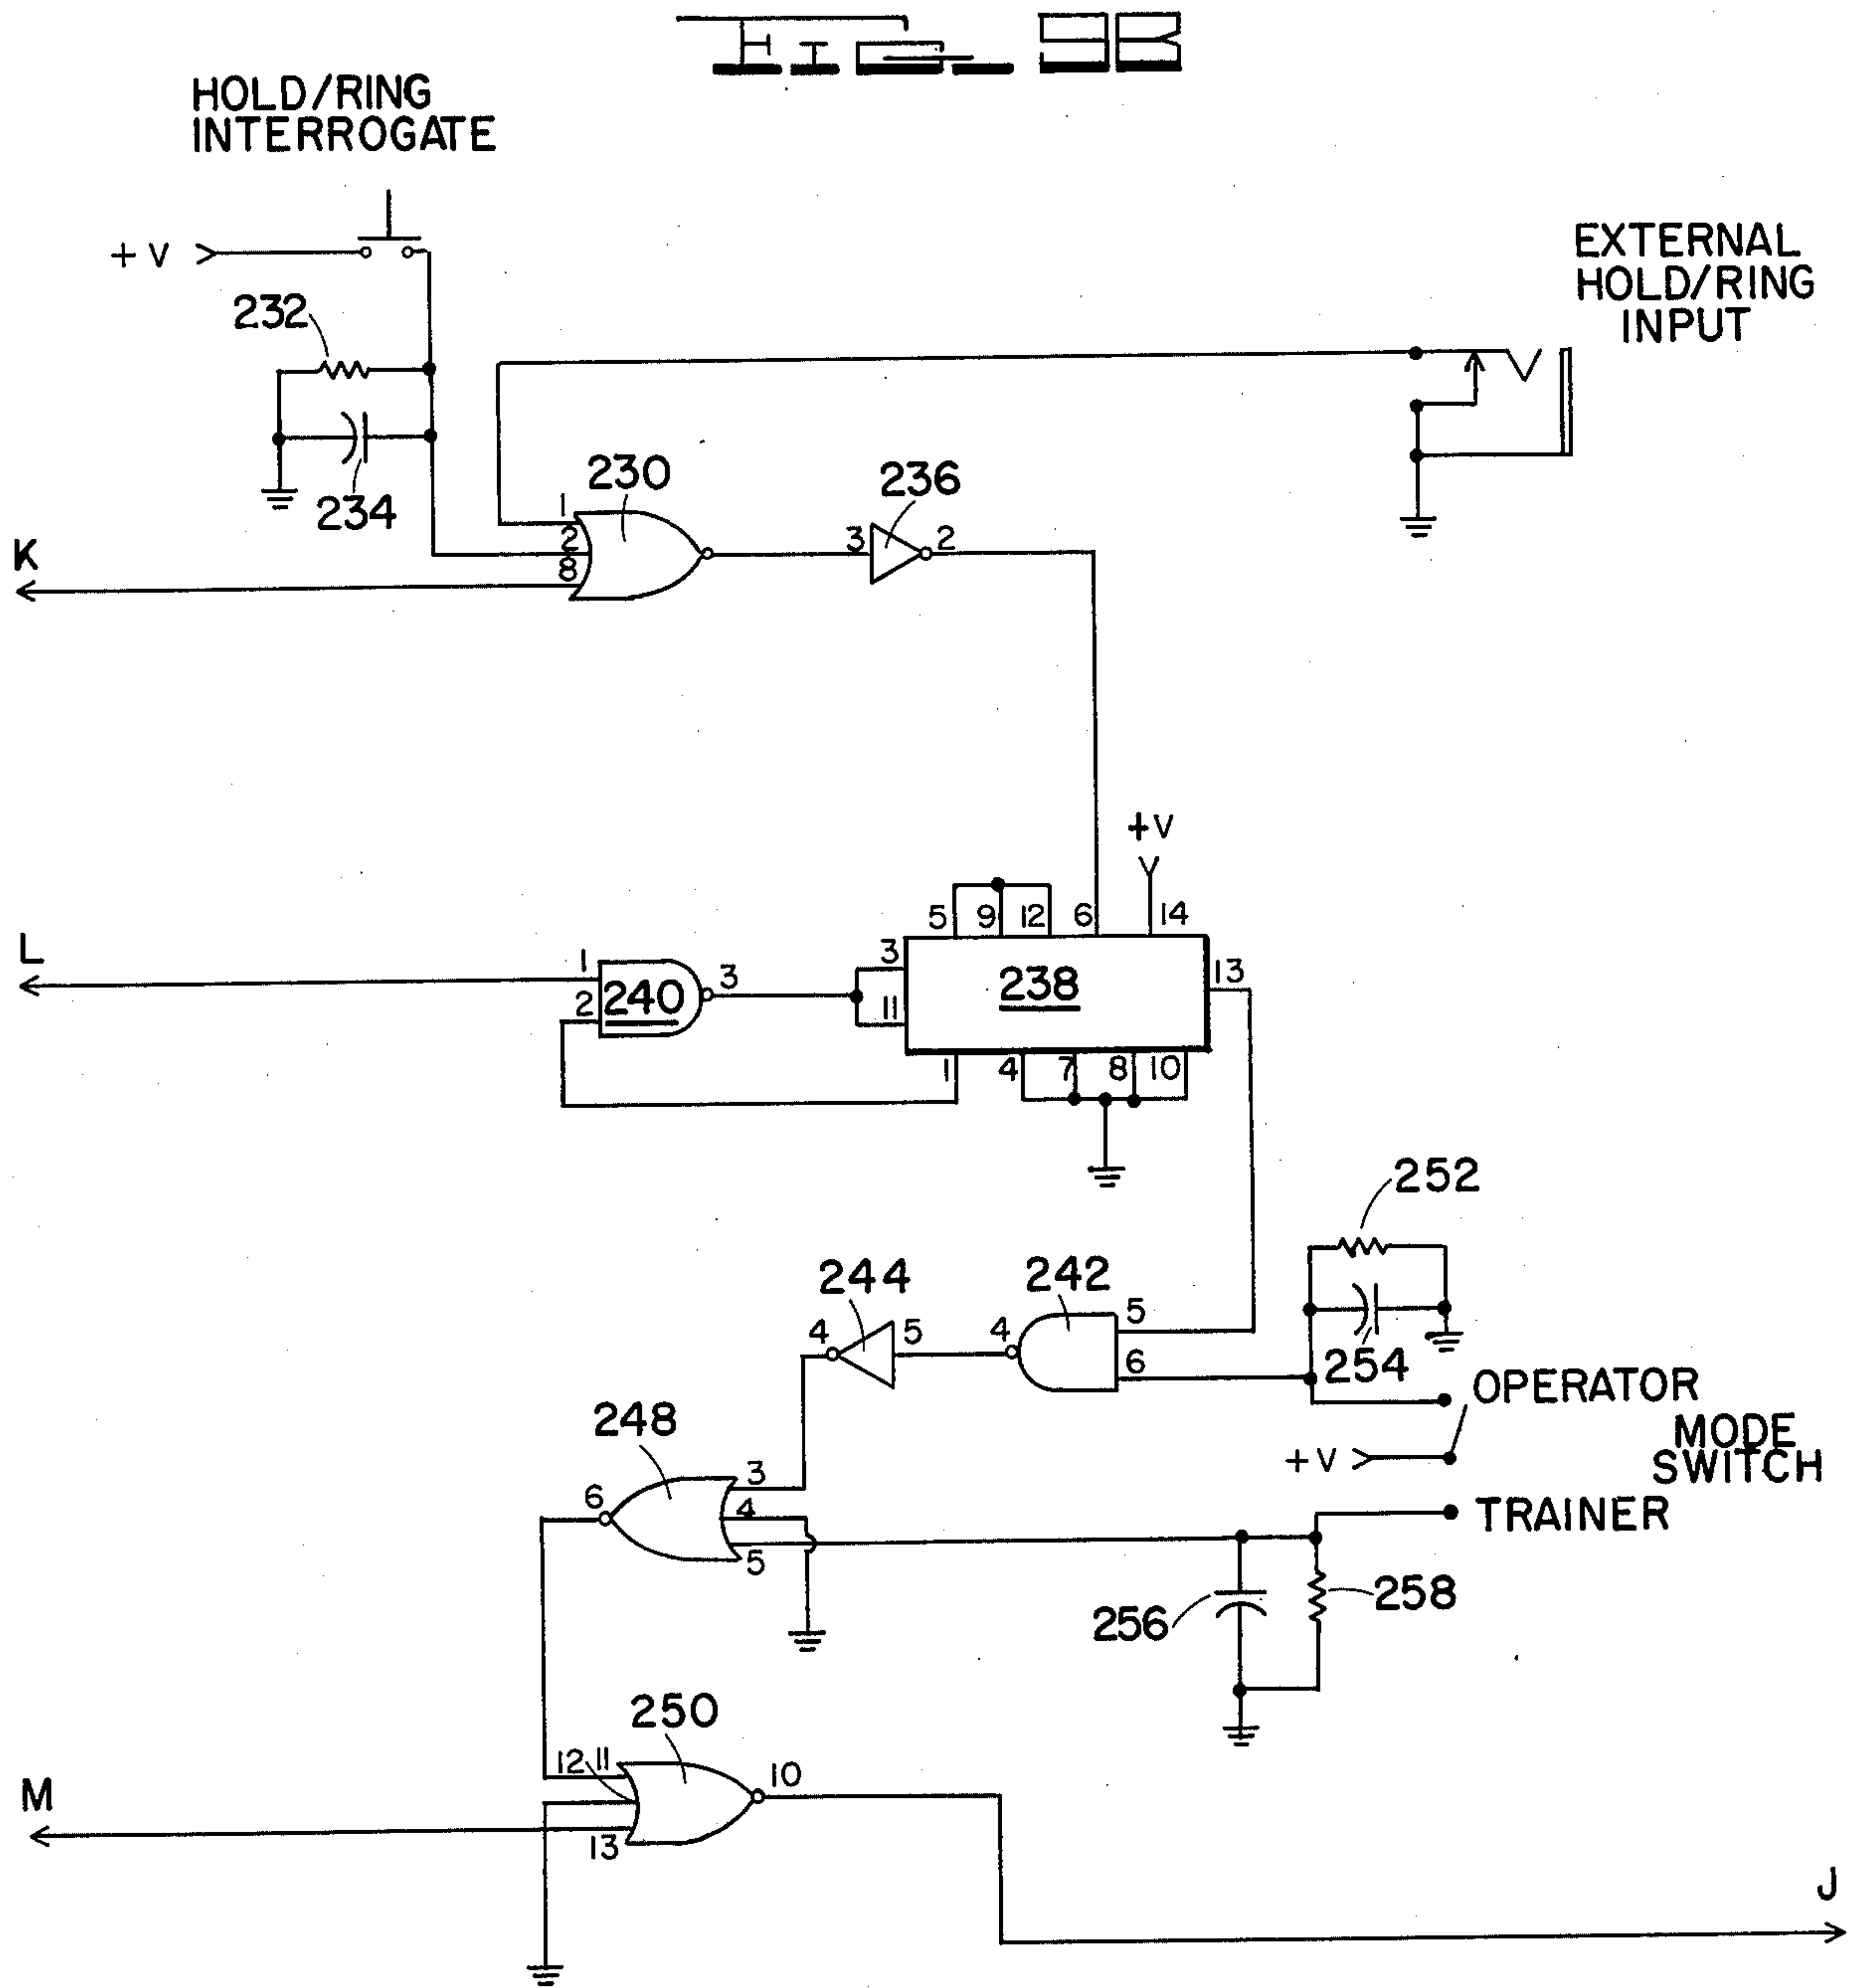 FIG. 9B
HOLD/RING
INTERROGATE
+V
EXTERNAL
HOLD/RING
INPUT
232
234
230
236
1
2
8
3
2
K
+V
5 9 12 6 14
L
1
2
240
3
3
11
238
13
1 4 7 8 10
252
254
244
242
4
5
4
5
6
OPERATOR
MODE
SWITCH
+V
TRAINER
248
6
3
4
5
256
258
250
12 11
13
10
M
J